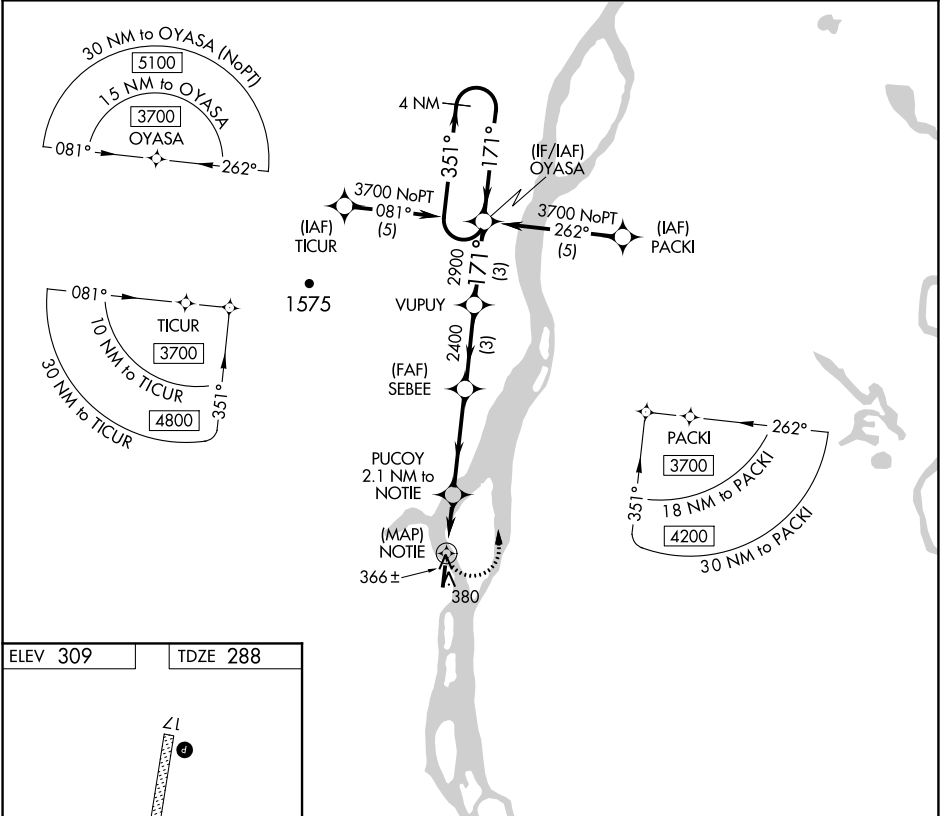 30 NM to OYASA (NoPT)
5100
15 NM to OYASA
3700
OYASA
081°
262°
4 NM
351°
171°
(IF/IAF)
OYASA
3700 NoPT
081°
(5)
(IAF)
TICUR
3700 NoPT
262°
(5)
(IAF)
PACKI
1575
2900
171°
(3)
VUPUY
2400
(3)
(FAF)
SEBEE
081°
TICUR
3700
10 NM to TICUR
4800
351°
30 NM to TICUR
PACKI
262°
3700
18 NM to PACKI
351°
4200
30 NM to PACKI
PUCOY
2.1 NM to
NOTIE
(MAP)
NOTIE
366±
380
ELEV 309
TDZE 288
17
P